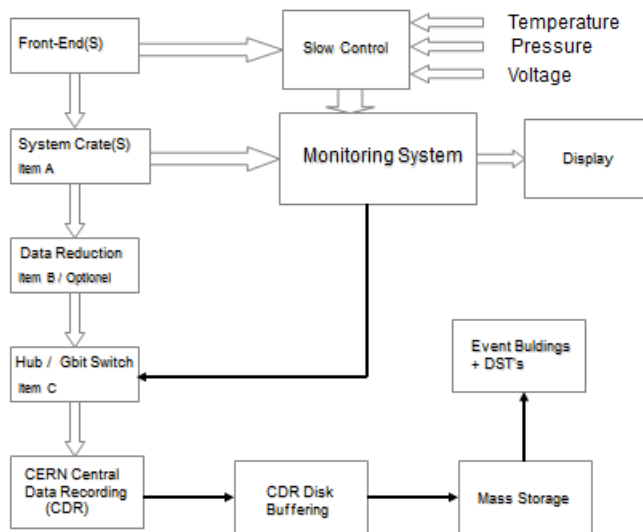 Front-End(S)
Slow Control
Temperature
Pressure
Voltage
System Crate(S)
Item A
Monitoring System
Display
Data Reduction
Item B / Optionel
Hub / Gbit Switch
Item C
Event Buldings
+ DST's
CERN Central
Data Recording
(CDR)
CDR Disk
Buffering
Mass Storage